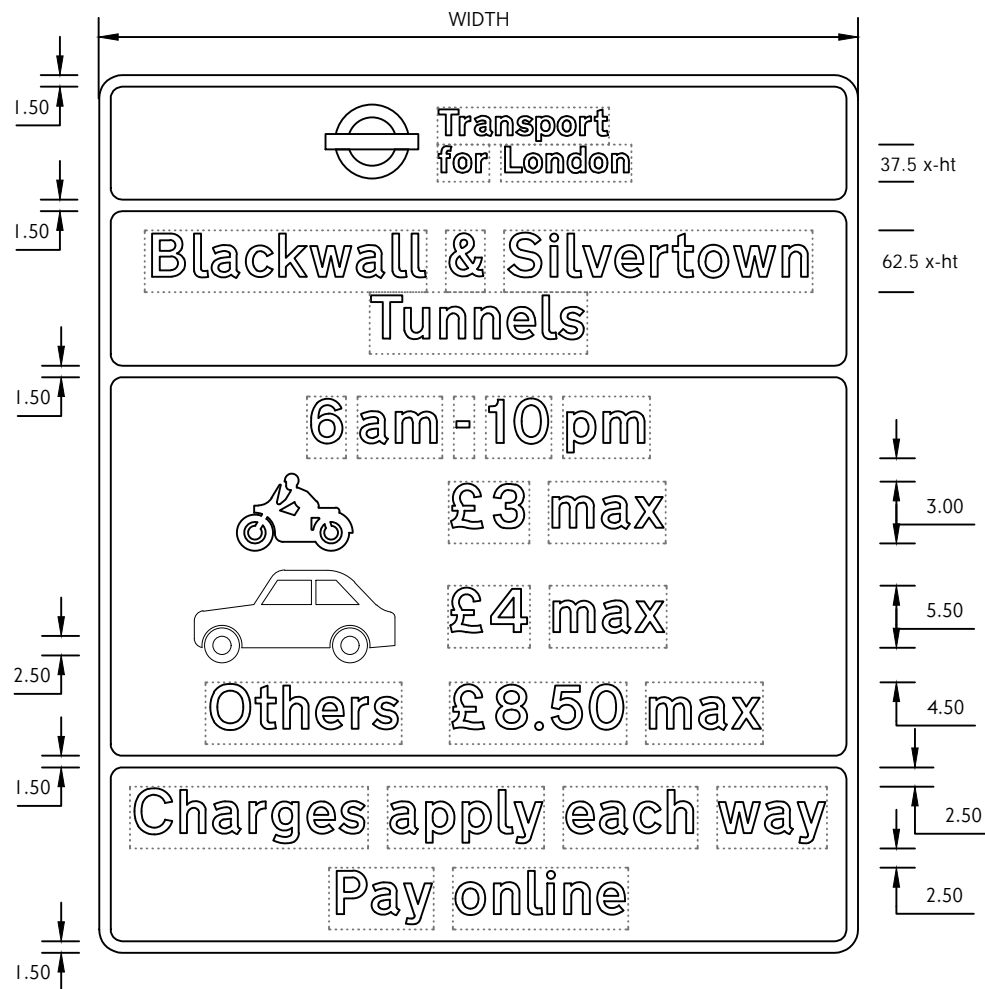 WIDTH
1.50
Transport
for London
37.5 x-ht
1.50
Blackwall & Silvertown
62.5 x-ht
Tunnels
1.50
6 am - 10 pm
£3 max
3.00
£4 max
5.50
2.50
Others £8.50 max
4.50
1.50
Charges apply each way
2.50
Pay online
2.50
1.50